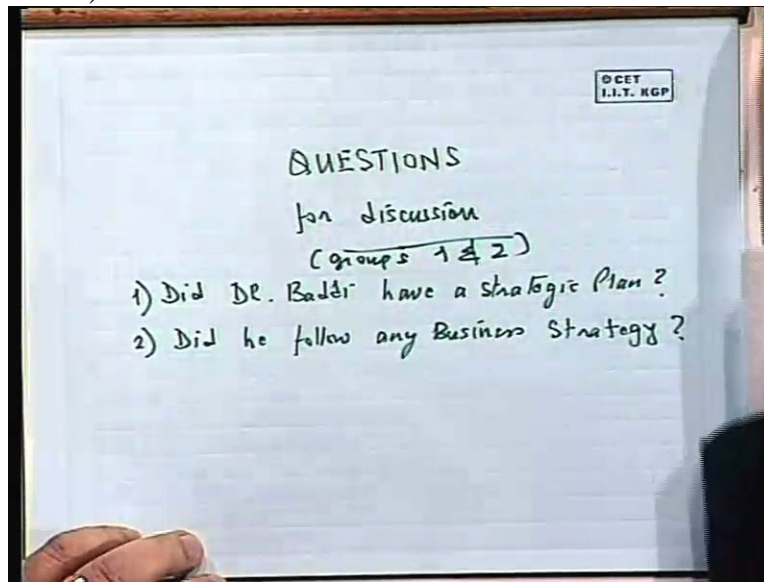 © CET
I.I.T. KGP
QUESTIONS
for discussion
(groups 1 & 2)
1) Did DR. Baddi have a strategic Plan?
2) Did he follow any Business Strategy?